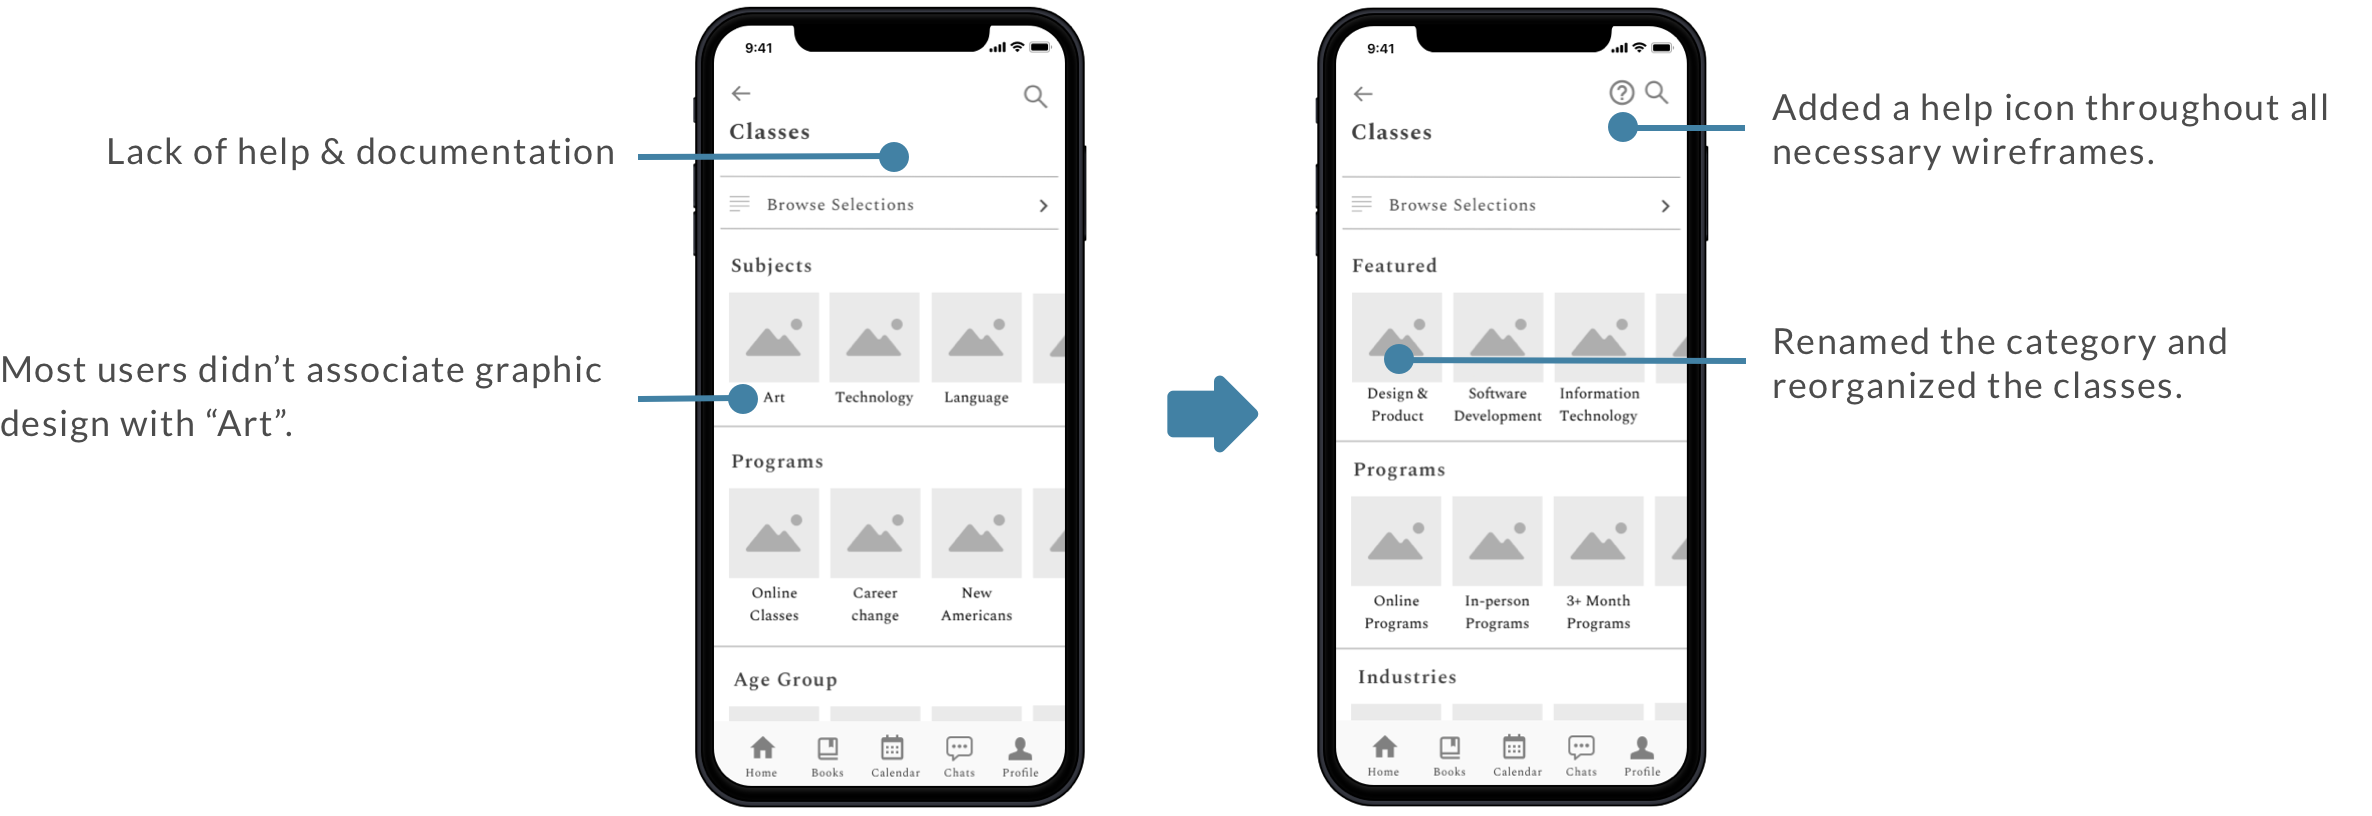 Lack of help & documentation
Most users didn’t associate graphic
design with “Art”.
9:41
Classes
Browse Selections
Subjects
Art Technology Language
Programs
Online Career New
Classes change Americans
Age Group
Home Books Calendar Chats Profile
9:41
Classes
Browse Selections
Featured
Design & Software Information
Product Development Technology
Programs
Online In-person 3+ Month
Programs Programs Programs
Industries
Home Books Calendar Chats Profile
Added a help icon throughout all
necessary wireframes.
Renamed the category and
reorganized the classes.